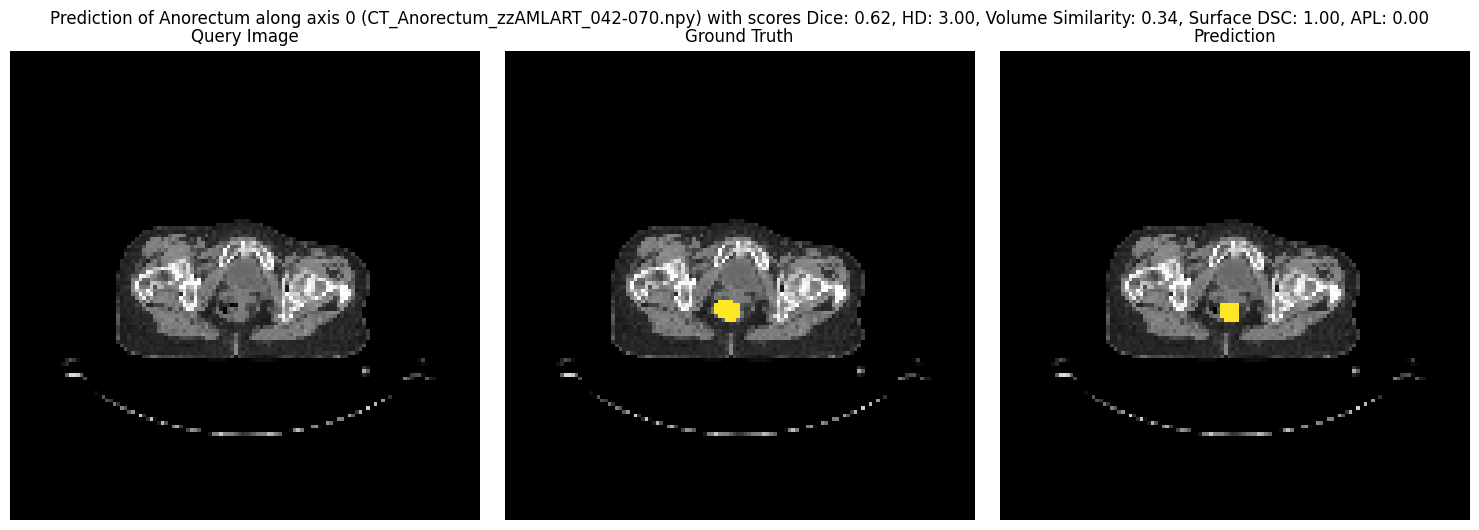 Prediction of Anorectum along axis 0 (CT_Anorectum_zzAMLART_042-070.npy) with scores Dice: 0.62, HD: 3.00, Volume Similarity: 0.34, Surface DSC: 1.00, APL: 0.00
Query Image
Ground Truth
Prediction